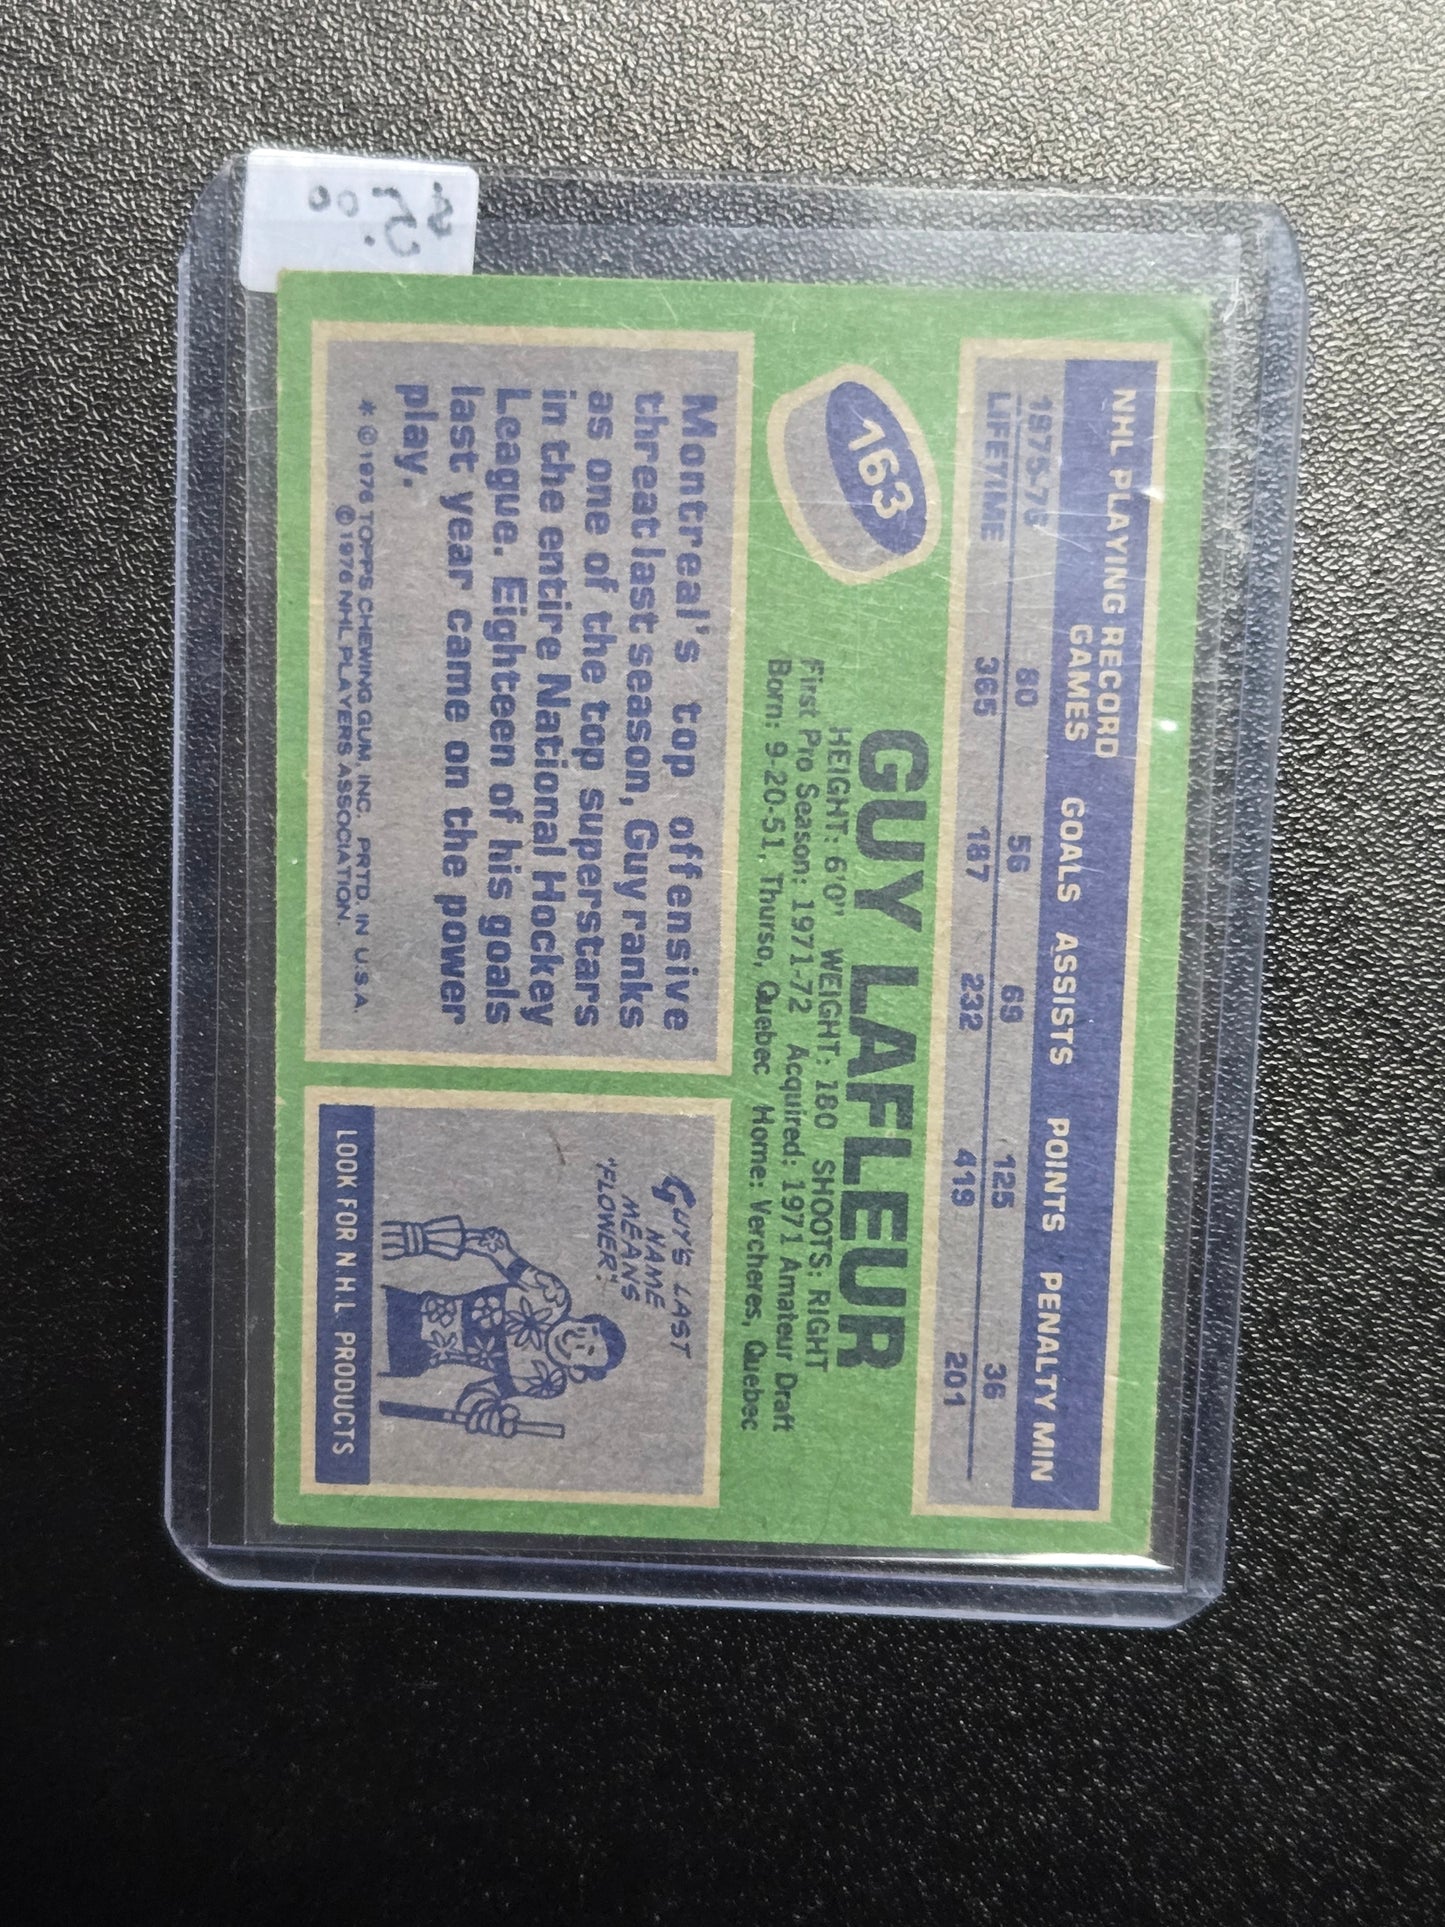 $5.00
NHL PLAYING RECORD
GAMES GOALS ASSISTS POINTS PENALTY MIN
1975-76 80 56 69 125 36
LIFETIME 365 187 232 419 201
163
GUY LAFLEUR
HEIGHT: 6'0" WEIGHT: 180 SHOOTS: RIGHT
First Pro Season: 1971-72 Acquired: 1971 Amateur Draft
Born: 9-20-51, Thurso, Quebec Home: Vercheres, Quebec
Montreal's top offensive
threat last season, Guy ranks
as one of the top superstars
in the entire National Hockey
League. Eighteen of his goals
last year came on the power
play.
* © 1976 TOPPS CHEWING GUM, INC. PRTD. IN U.S.A.
© 1976 NHL PLAYERS ASSOCIATION.
GUY'S LAST
NAME
MEANS
"FLOWER".
LOOK FOR NHL PRODUCTS